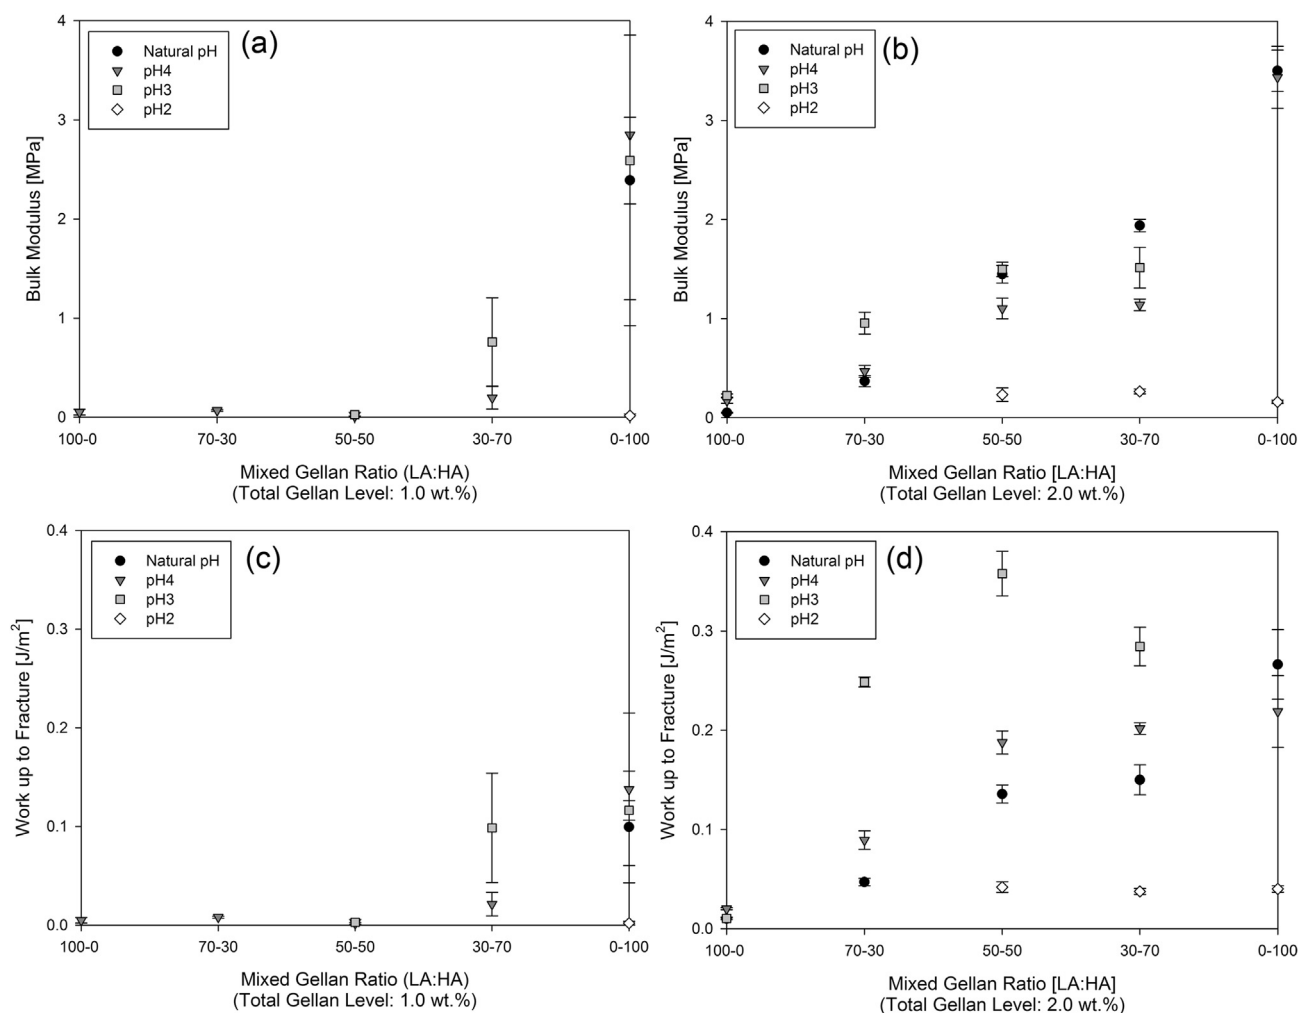 4
3
2
1
0
Bulk Modulus [MPa]
Natural pH
pH4
pH3
pH2
(a)
100-0 70-30 50-50 30-70 0-100
Mixed Gellan Ratio (LA:HA)
(Total Gellan Level: 1.0 wt.%)
4
3
2
1
0
Bulk Modulus [MPa]
Natural pH
pH4
pH3
pH2
(b)
100-0 70-30 50-50 30-70 0-100
Mixed Gellan Ratio [LA:HA]
(Total Gellan Level: 2.0 wt.%)
0.4
0.3
0.2
0.1
0.0
Work up to Fracture [J/m²]
Natural pH
pH4
pH3
pH2
(c)
100-0 70-30 50-50 30-70 0-100
Mixed Gellan Ratio (LA:HA)
(Total Gellan Level: 1.0 wt.%)
0.4
0.3
0.2
0.1
0.0
Work up to Fracture [J/m²]
Natural pH
pH4
pH3
pH2
(d)
100-0 70-30 50-50 30-70 0-100
Mixed Gellan Ratio [LA:HA]
(Total Gellan Level: 2.0 wt.%)